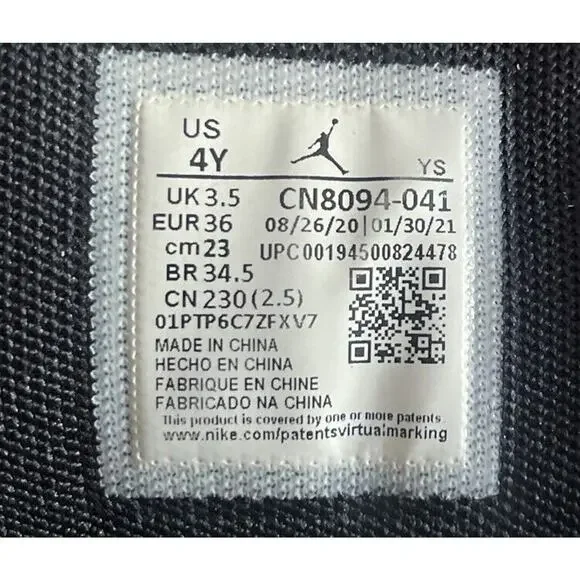 US
4Y
YS
UK 3.5
CN8094-041
EUR 36
08/26/20|01/30/21
cm 23
UPC00194500824478
BR 34.5
CN 230 (2.5)
01PTP6C7ZFXV7
MADE IN CHINA
HECHO EN CHINA
FABRIQUE EN CHINE
FABRICADO NA CHINA
This product is covered by one or more patents
www.nike.com/patentsvirtualmarking